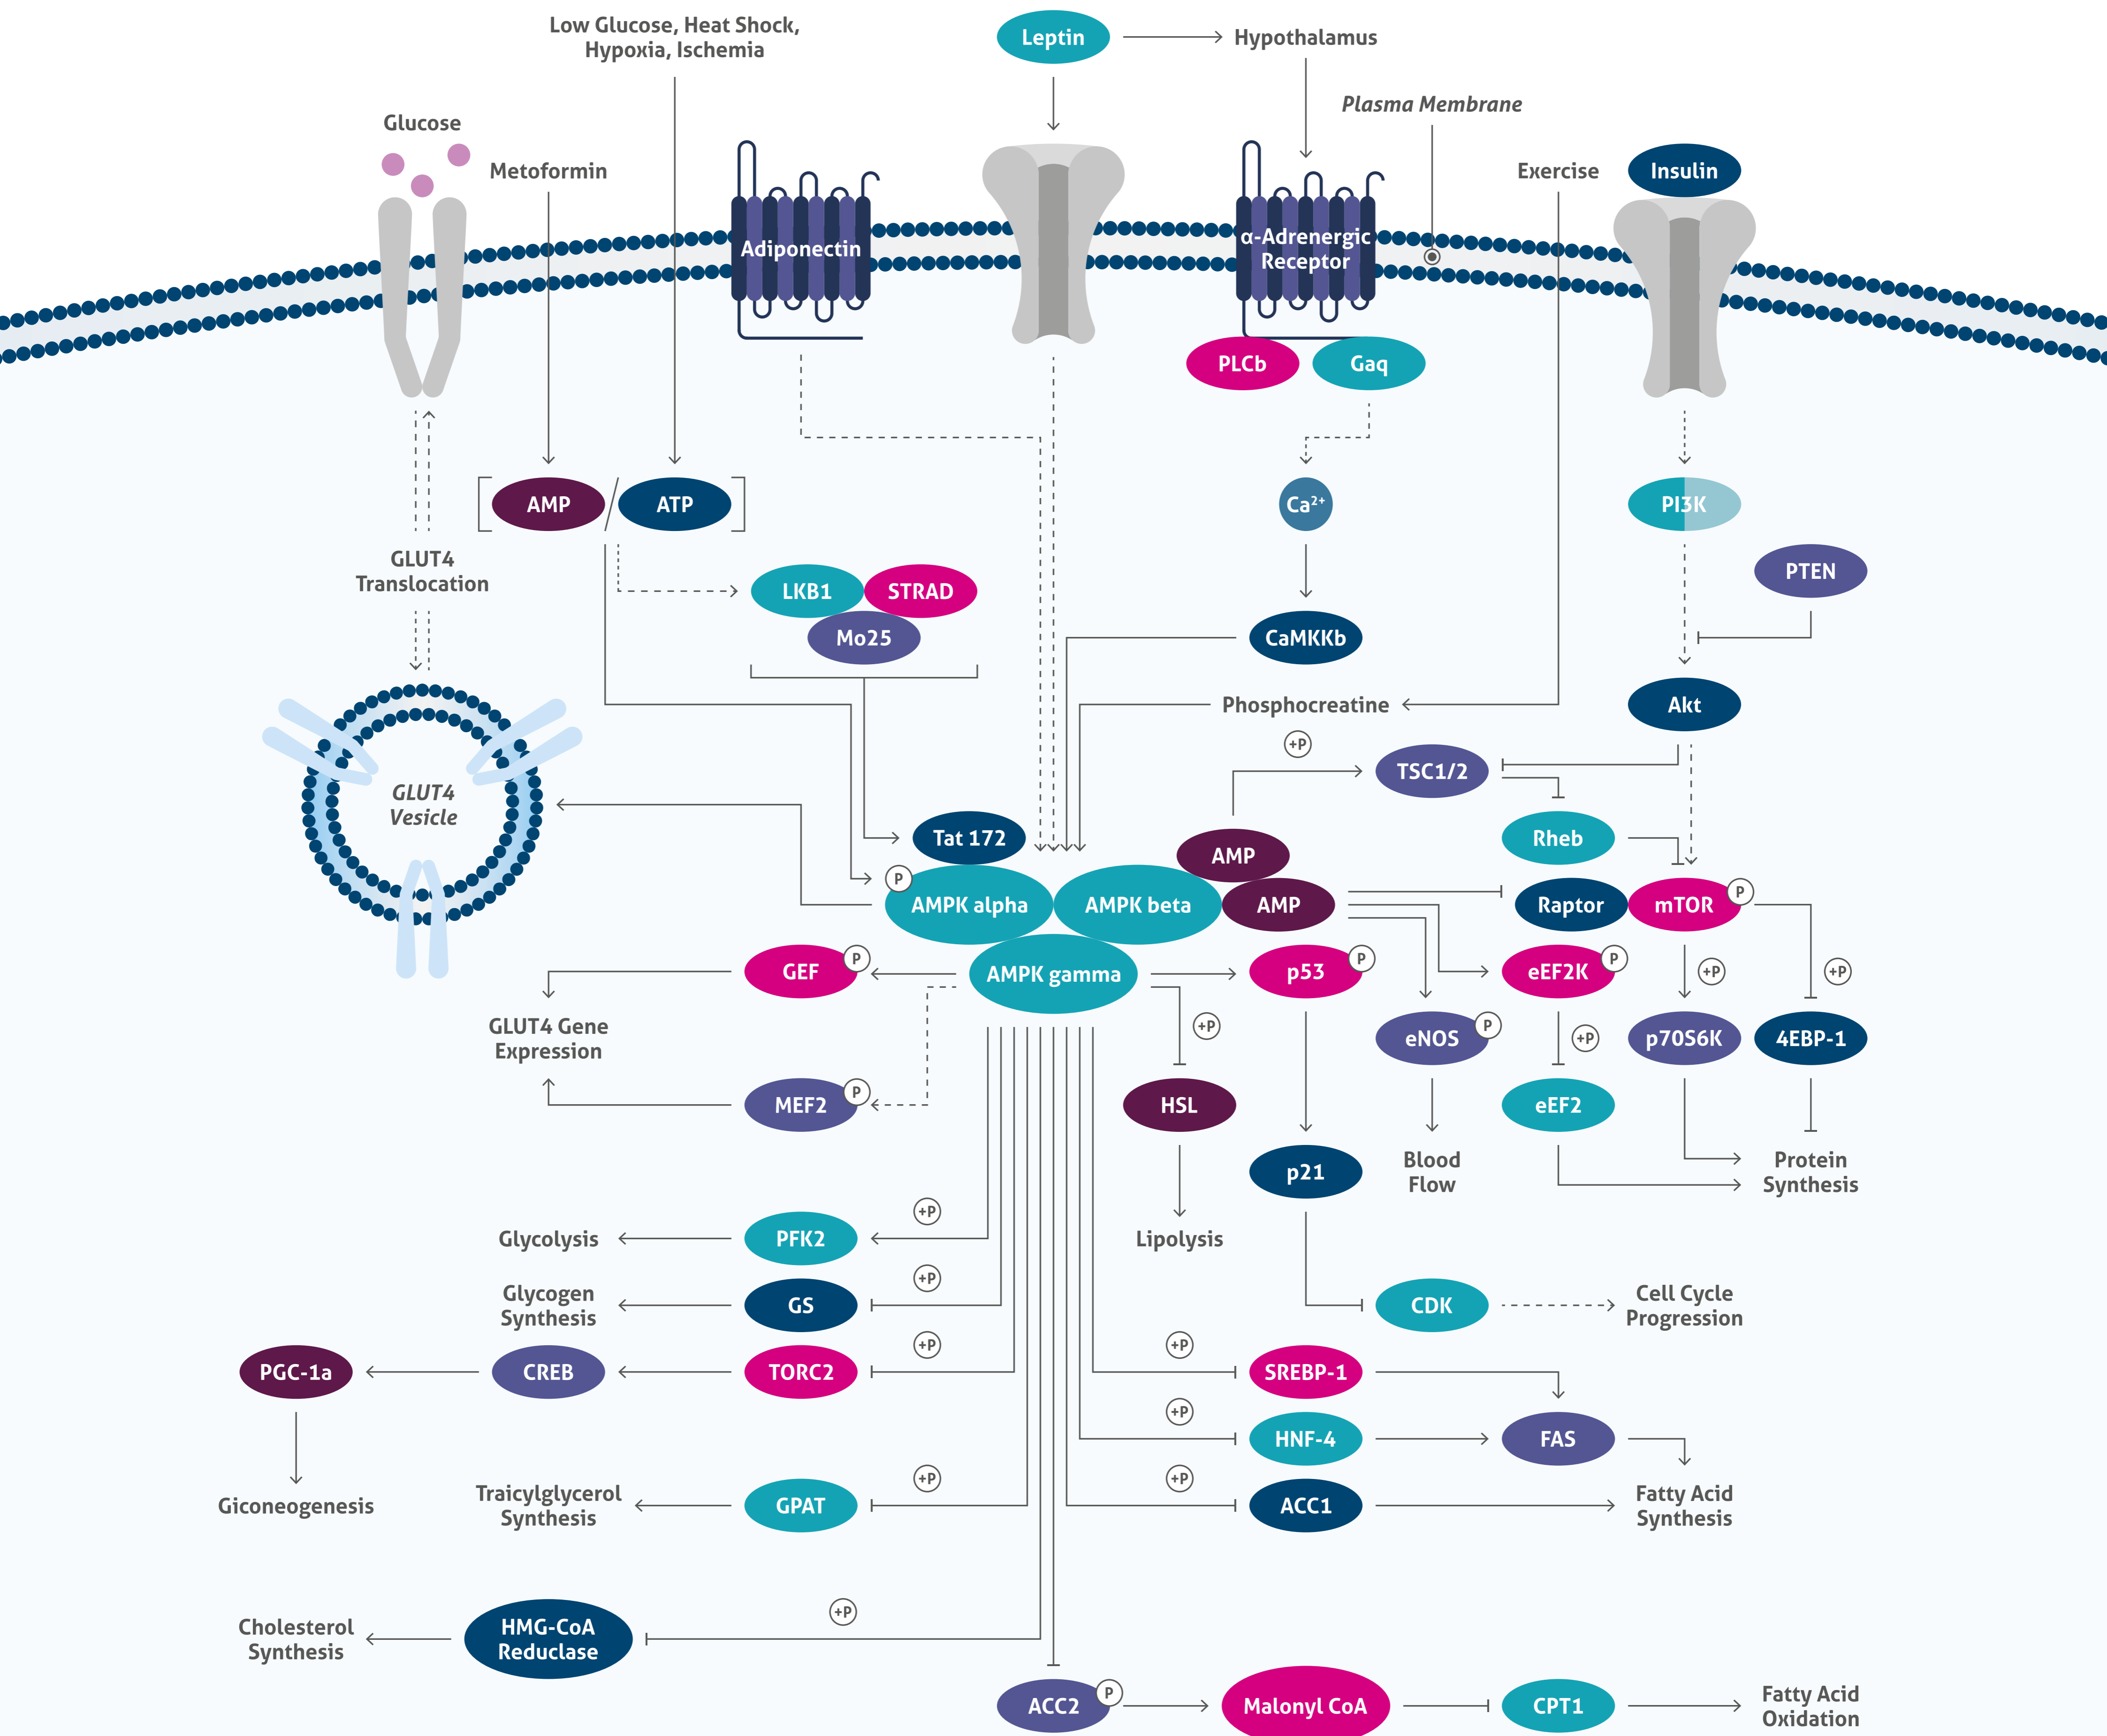 Low Glucose, Heat Shock,
Hypoxia, Ischemia
Leptin
Hypothalamus
Plasma Membrane
Glucose
Metoformin
Exercise
Insulin
Adiponectin
α-Adrenergic
Receptor
PLCb
Gaq
AMP
/
ATP
Ca²⁺
PI3K
GLUT4
Translocation
LKB1
STRAD
Mo25
PTEN
CaMKKb
Phosphocreatine
Akt
+P
TSC1/2
GLUT4
Vesicle
Tat 172
Rheb
AMP
P
AMPK alpha
AMPK beta
AMP
Raptor
mTOR
P
GEF
P
AMPK gamma
p53
P
eEF2K
P
+P
+P
GLUT4 Gene
Expression
+P
eNOS
P
+P
p70S6K
4EBP-1
MEF2
P
HSL
eEF2
p21
Blood
Flow
Protein
Synthesis
+P
Glycolysis
PFK2
Lipolysis
+P
Glycogen
Synthesis
GS
CDK
Cell Cycle
Progression
+P
+P
PGC-1a
CREB
TORC2
SREBP-1
+P
HNF-4
FAS
+P
+P
Giconeogenesis
Traicylglycerol
Synthesis
GPAT
ACC1
Fatty Acid
Synthesis
+P
Cholesterol
Synthesis
HMG-CoA
Reduclase
ACC2
P
Malonyl CoA
CPT1
Fatty Acid
Oxidation